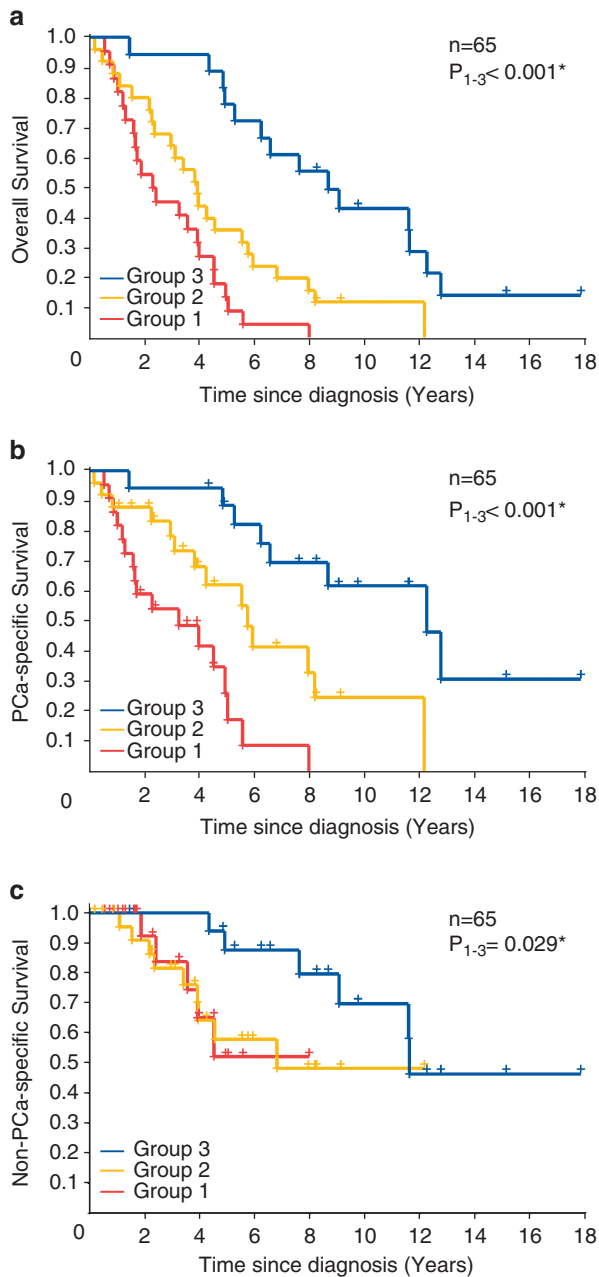 a
Overall Survival
1.0
0.9
0.8
0.7
0.6
0.5
0.4
0.3
0.2
0.1
0
n=65
P1-3< 0.001*
Group 3
Group 2
Group 1
2 4 6 8 10 12 14 16 18
Time since diagnosis (Years)
b
PCa-specific Survival
1.0
0.9
0.8
0.7
0.6
0.5
0.4
0.3
0.2
0.1
0
n=65
P1-3< 0.001*
Group 3
Group 2
Group 1
2 4 6 8 10 12 14 16 18
Time since diagnosis (Years)
c
Non-PCa-specific Survival
1.0
0.9
0.8
0.7
0.6
0.5
0.4
0.3
0.2
0.1
0
n=65
P1-3= 0.029*
Group 3
Group 2
Group 1
2 4 6 8 10 12 14 16 18
Time since diagnosis (Years)